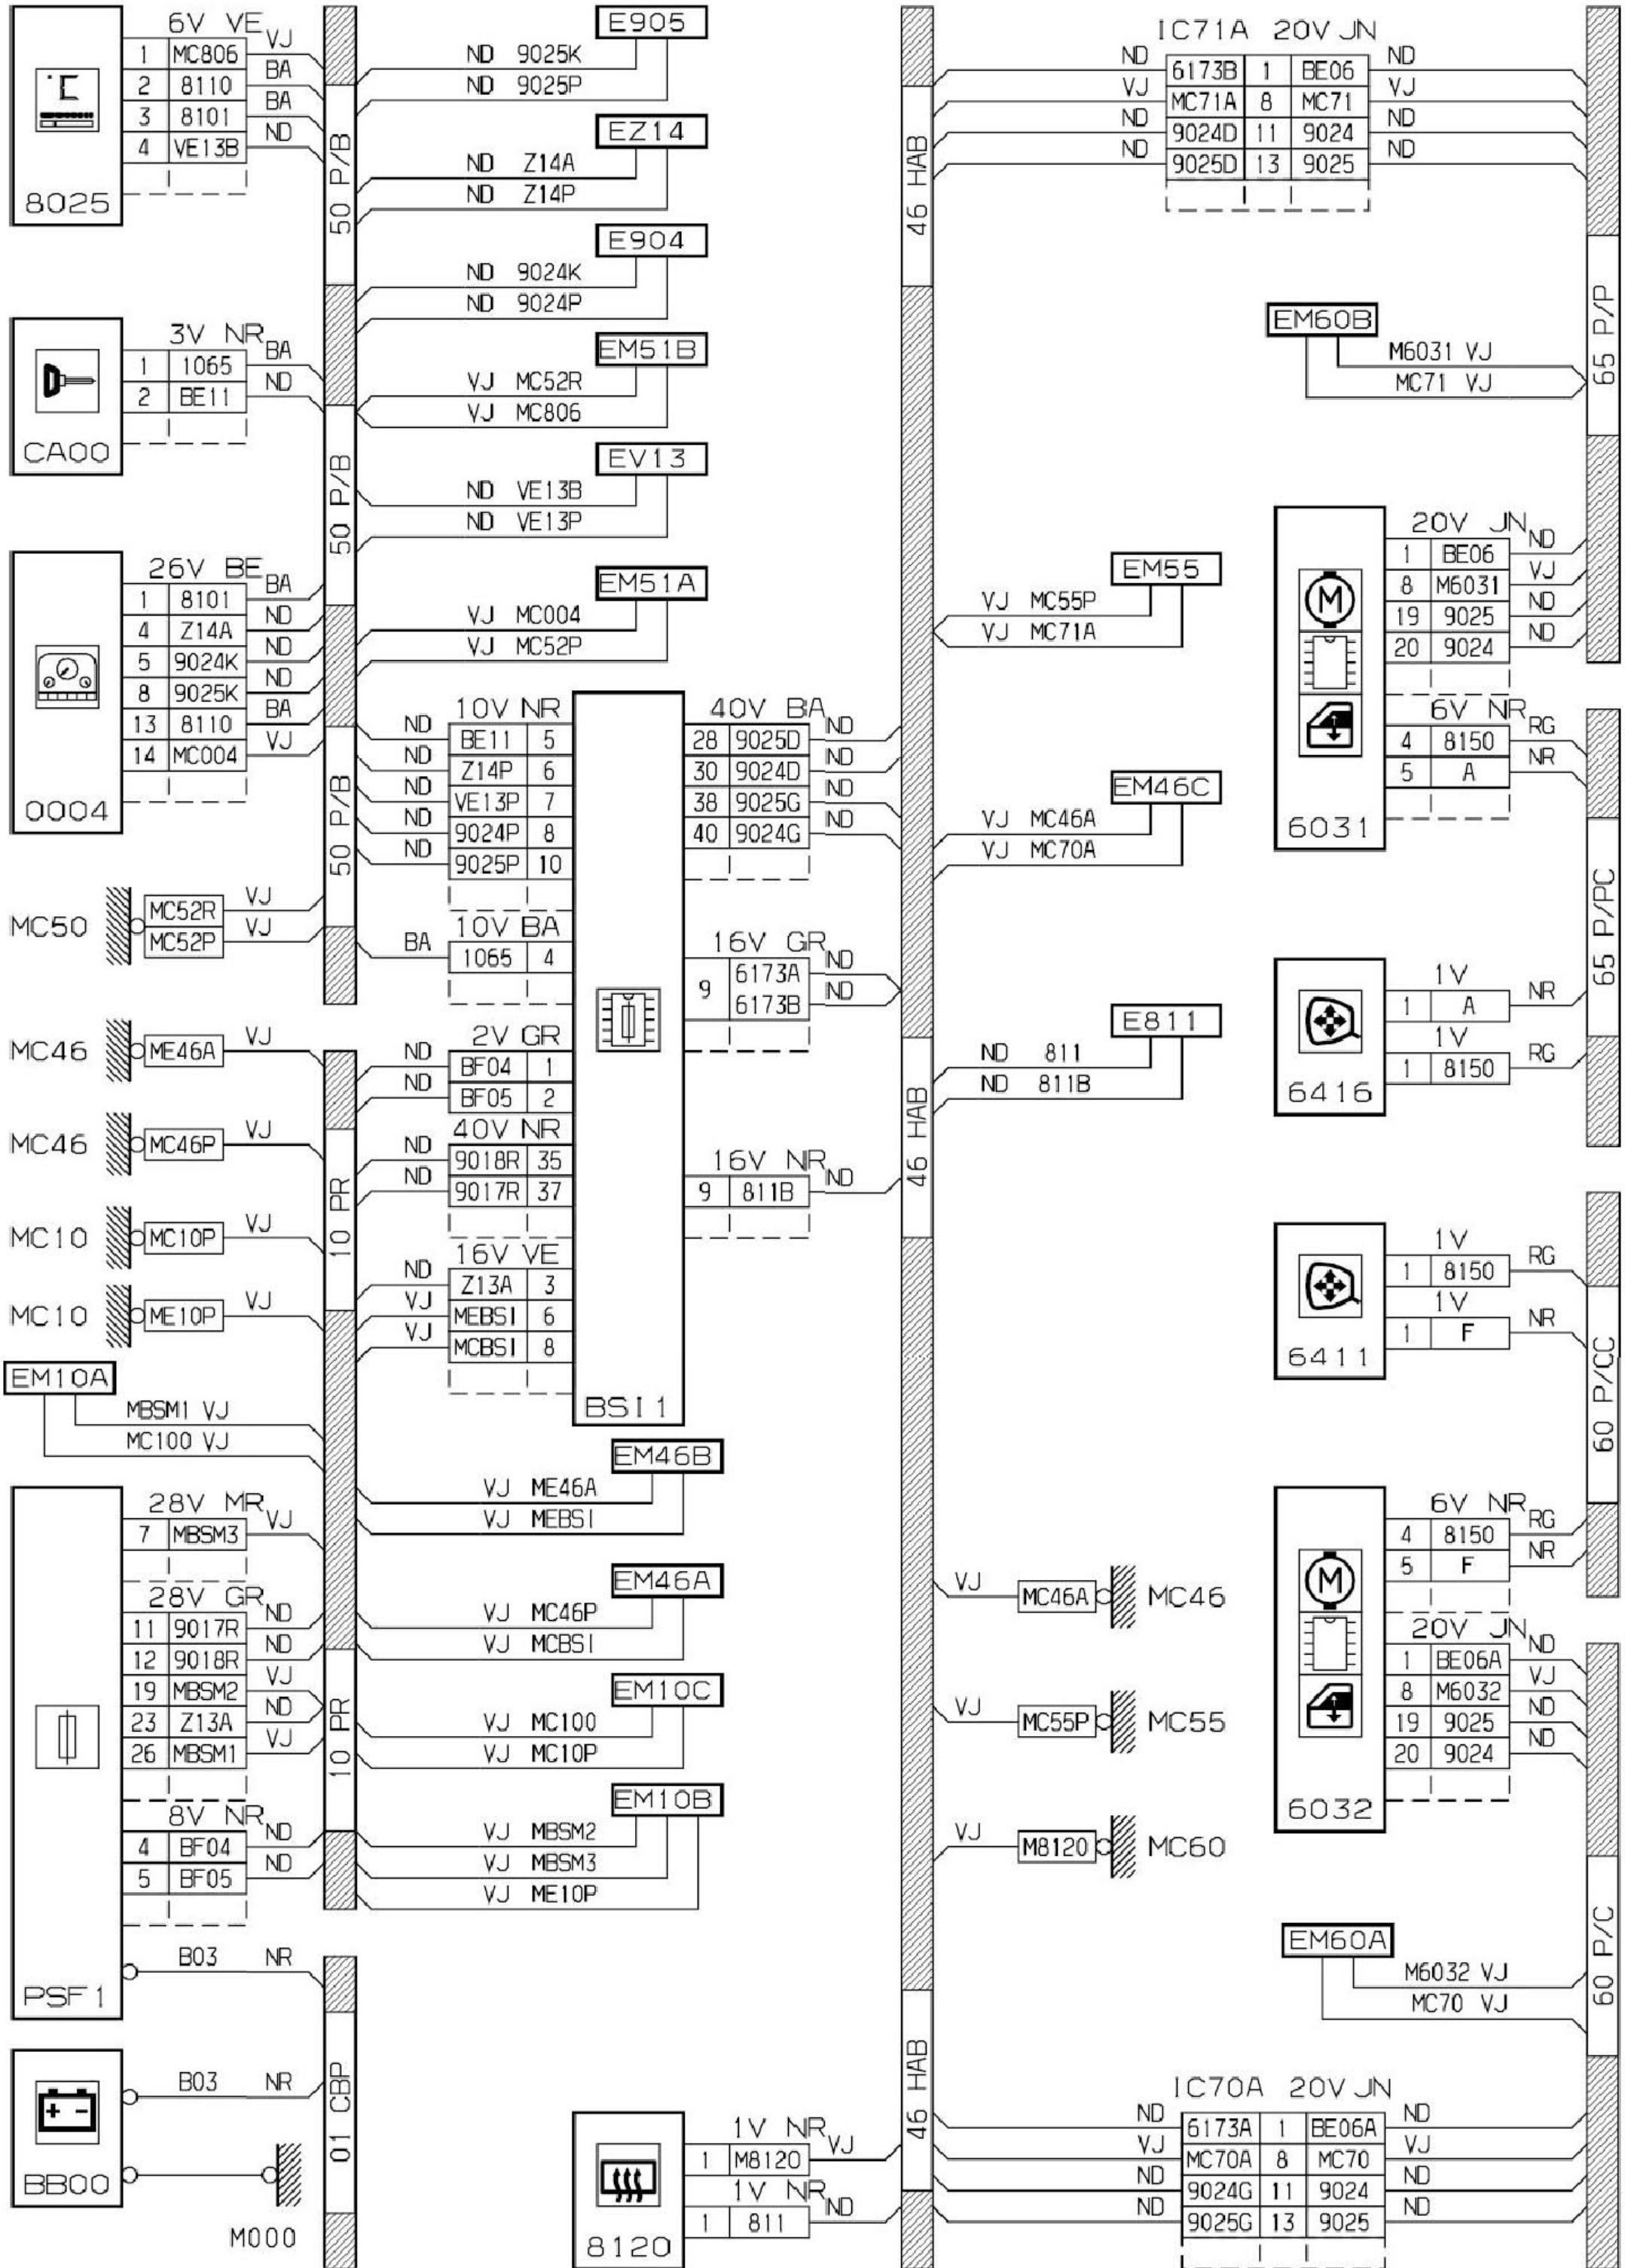 6V VE
1 MC806 VJ
2 8110 BA
3 8101 BA
4 VE13B ND
8025
3V NR
1 1065 BA
2 BE11 ND
CA00
26V BE
1 8101 BA
4 Z14A ND
5 9024K ND
8 9025K ND
13 8110 BA
14 MC004 VJ
0004
MC50 MC52R VJ
MC52P VJ
MC46 ME46A VJ
MC46 MC46P VJ
MC10 MC10P VJ
MC10 ME10P VJ
EM10A
MBSM1 VJ
MC100 VJ
28V MR
7 MBSM3 VJ
28V GR
11 9017R ND
12 9018R ND
19 MBSM2 VJ
23 Z13A ND
26 MBSM1 VJ
8V NR
4 BF04 ND
5 BF05 ND
B03 NR
PSF1
B03 NR
BB00
M000
50 P/B
50 P/B
50 P/B
10 PR
10 PR
01 CBP
E905
ND 9025K
ND 9025P
EZ14
ND Z14A
ND Z14P
E904
ND 9024K
ND 9024P
EM51B
VJ MC52R
VJ MC806
EV13
ND VE13B
ND VE13P
EM51A
VJ MC004
VJ MC52P
10V NR
ND BE11 5
ND Z14P 6
ND VE13P 7
ND 9024P 8
ND 9025P 10
10V BA
BA 1065 4
2V GR
ND BF04 1
ND BF05 2
40V NR
ND 9018R 35
ND 9017R 37
16V VE
ND Z13A 3
VJ MEBSI 6
VJ MCBSI 8
BSI1
40V BA
28 9025D ND
30 9024D ND
38 9025G ND
40 9024G ND
16V GR
9 6173A ND
6173B ND
16V NR
9 811B ND
EM46B
VJ ME46A
VJ MEBSI
EM46A
VJ MC46P
VJ MCBSI
EM10C
VJ MC100
VJ MC10P
EM10B
VJ MBSM2
VJ MBSM3
VJ ME10P
1V NR
1 M8120 VJ
1V NR
1 811 ND
8120
46 HAB
46 HAB
46 HAB
IC71A 20V JN
ND 6173B 1 BE06 ND
VJ MC71A 8 MC71 VJ
ND 9024D 11 9024 ND
ND 9025D 13 9025 ND
EM60B
M6031 VJ
MC71 VJ
EM55
VJ MC55P
VJ MC71A
EM46C
VJ MC46A
VJ MC70A
E811
ND 811
ND 811B
VJ MC46A MC46
VJ MC55P MC55
VJ M8120 MC60
20V JN
1 BE06 ND
8 M6031 VJ
19 9025 ND
20 9024 ND
6V NR
4 8150 RG
5 A NR
M
6031
1V
1 A NR
1V
1 8150 RG
6416
1V
1 8150 RG
1V
1 F NR
6411
6V NR
4 8150 RG
5 F NR
20V JN
1 BE06A ND
8 M6032 VJ
19 9025 ND
20 9024 ND
M
6032
EM60A
M6032 VJ
MC70 VJ
IC70A 20V JN
ND 6173A 1 BE06A ND
VJ MC70A 8 MC70 VJ
ND 9024G 11 9024 ND
ND 9025G 13 9025 ND
65 P/P
65 P/PC
60 P/CC
60 P/C